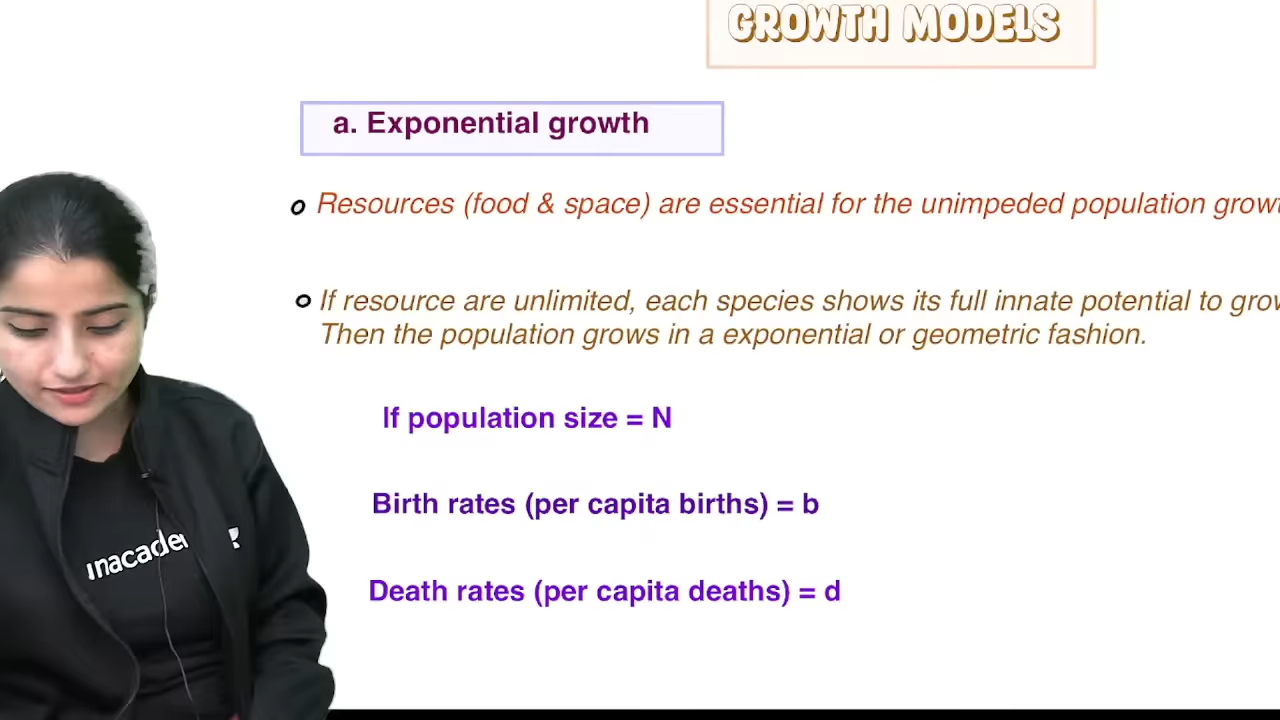 GROWTH MODELS
a. Exponential growth
Resources (food & space) are essential for the unimpeded population
If resource are unlimited, each species shows its full innate potential to
Then the population grows in a exponential or geometric fashion.
If population size = N
Birth rates (per capita births) = b
Death rates (per capita deaths) = d